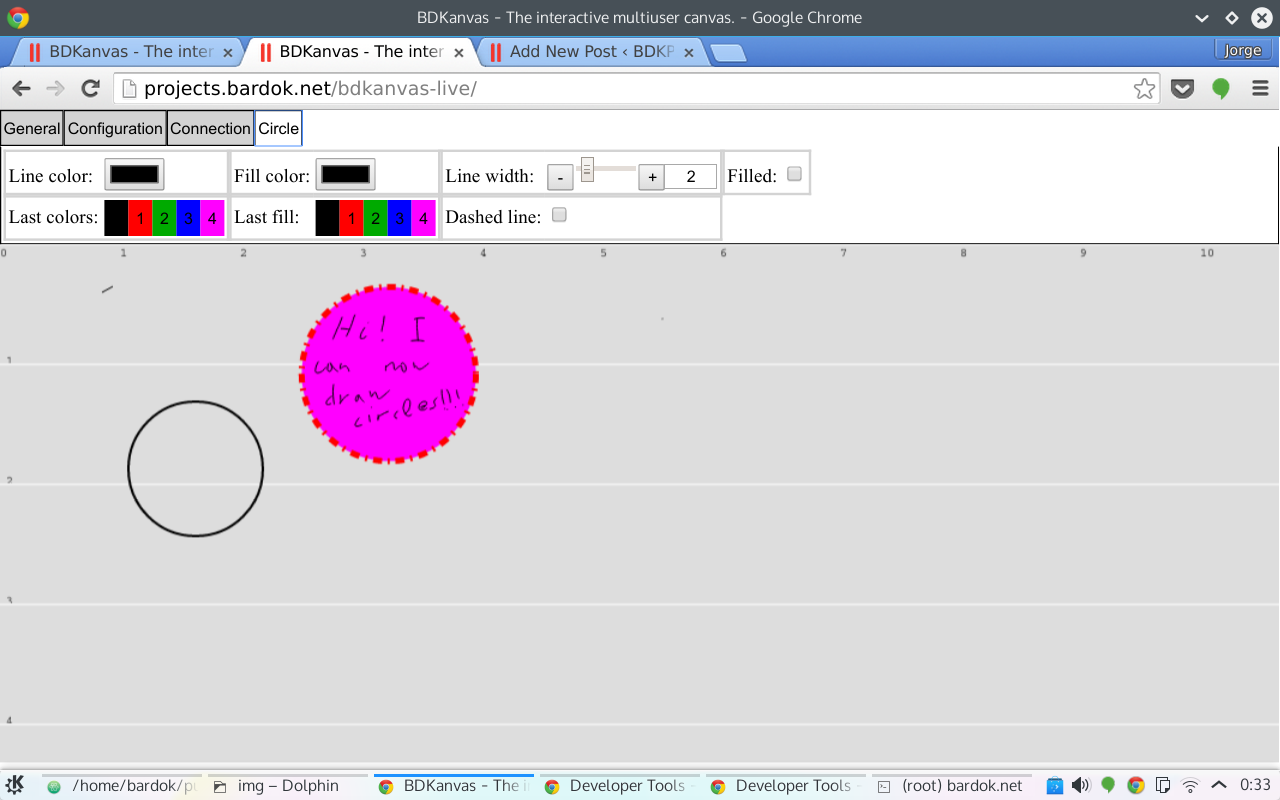 BDKanvas – The interactive multiuser canvas. - Google Chrome
BDKanvas - The inter
BDKanvas - The inter
Add New Post ‹ BDKP
Jorge
projects.bardok.net/bdkanvas-live/
General Configuration Connection Circle
Line color: Fill color: Line width: - + 2 Filled:
Last colors: 1 2 3 4 Last fill: 1 2 3 4 Dashed line:
0 1 2 3 4 5 6 7 8 9 10
Hi! I
can now
draw
circles!!!
1
2
3
4
/home/bardok/p img – Dolphin BDKanvas – The i Developer Tools - Developer Tools - (root) bardok.net 0:33